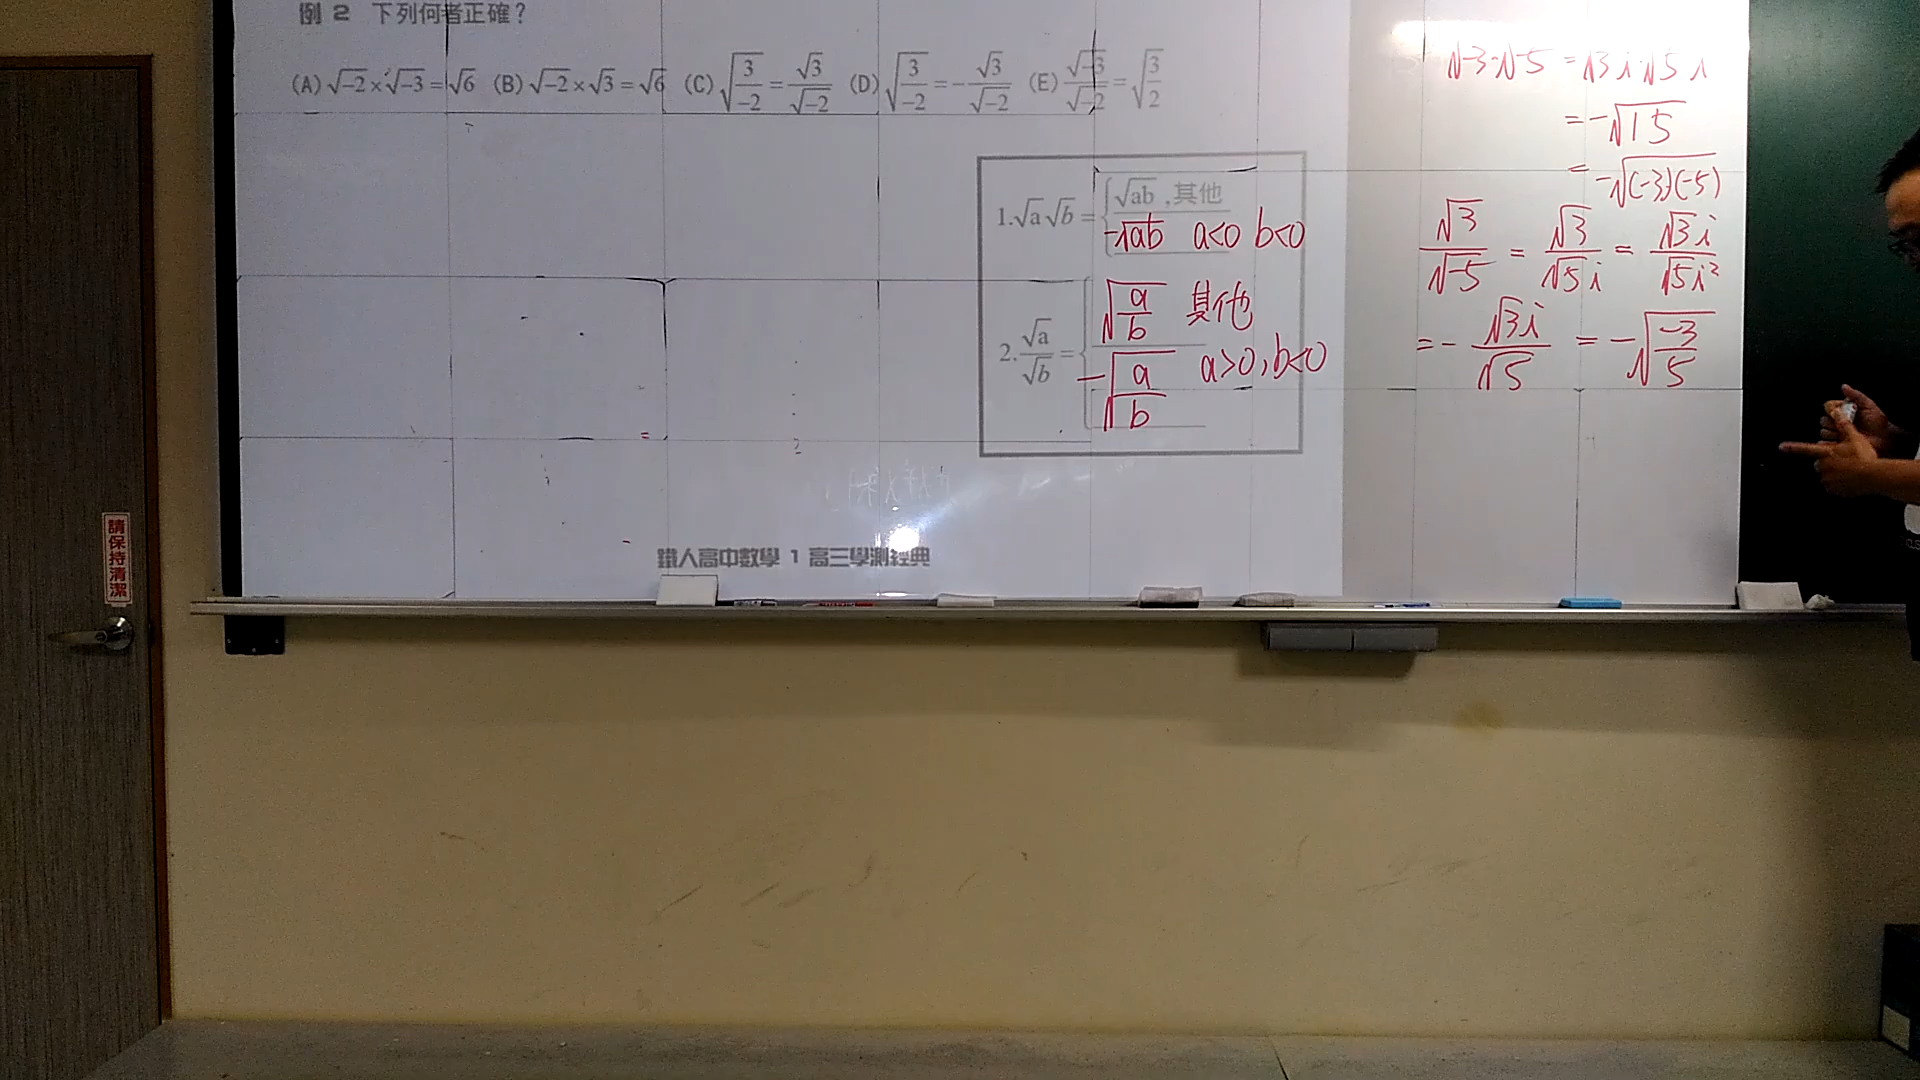 例 2 下列何者正確？
(A) √-2 × √-3 = √6 (B) √-2 × √3 = √6 (C) √(3/-2) = √3/√-2 (D) √(3/-2) = -√3/√-2 (E) √-3/√-2 = √(3/2)
1. √a √b = { √ab , 其他
-√ab a<0 b<0
2. √a/√b = { √(a/b) 其他
-√(a/b) a>0, b<0
√-3·√-5 = √3 i·√5 i
= -√15
= -√(-3)(-5)
√3/√-5 = √3/√5 i = √3 i/√5 i²
= - √3 i/√5 = -√(-3/5)
鐵人高中數學 1 高三學測經典
請保持清潔